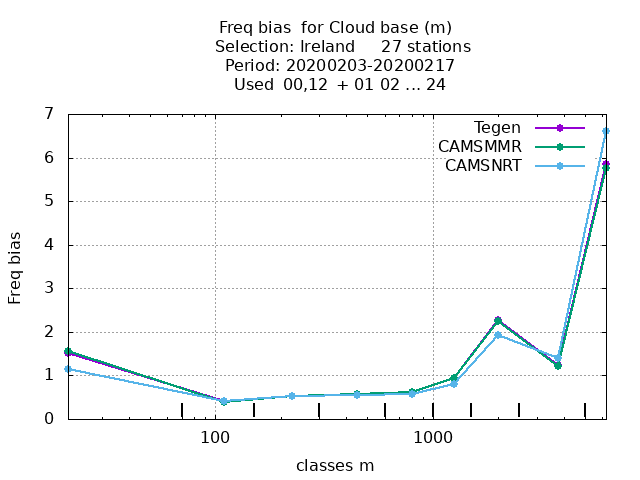 Freq bias  for Cloud base (m)
Selection: Ireland     27 stations
Period: 20200203-20200217
Used  00,12  + 01 02 ... 24
Tegen
CAMSMMR
CAMSNRT
7
6
5
4
3
2
1
0
Freq bias
100
1000
classes m